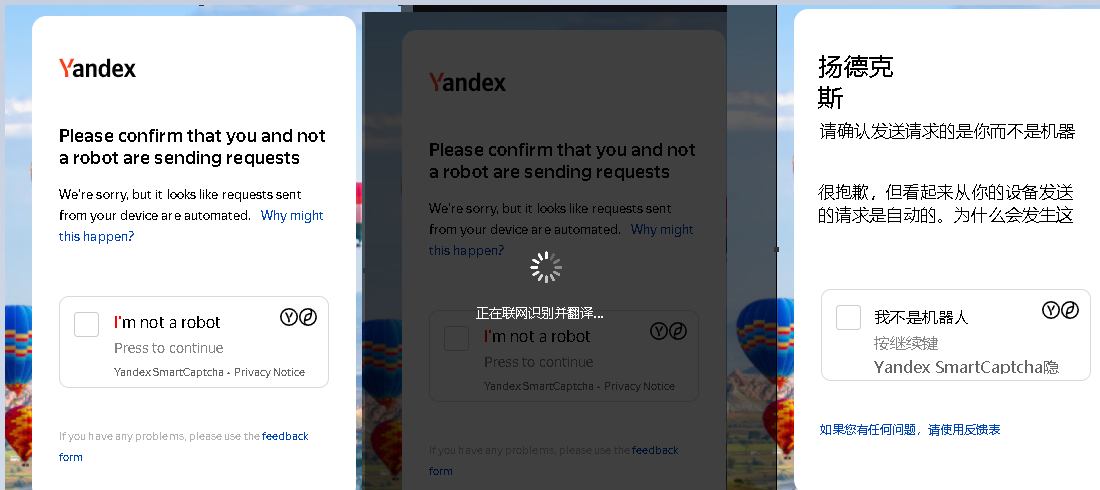 Yandex
Please confirm that you and not
a robot are sending requests
We're sorry, but it looks like requests sent
from your device are automated. Why might
this happen?
I'm not a robot
Press to continue
Yandex SmartCaptcha • Privacy Notice
If you have any problems, please use the feedback
form
Yandex
Please confirm that you and not
a robot are sending requests
We're sorry, but it looks like requests sent
from your device are automated. Why might
this happen?
正在联网识别并翻译...
I'm not a robot
Press to continue
Yandex SmartCaptcha • Privacy Notice
If you have any problems, please use the feedback
form
扬德克
斯
请确认发送请求的是你而不是机器
很抱歉，但看起来从你的设备发送
的请求是自动的。为什么会发生这
我不是机器人
按继续键
Yandex SmartCaptcha隐
如果您有任何问题，请使用反馈表